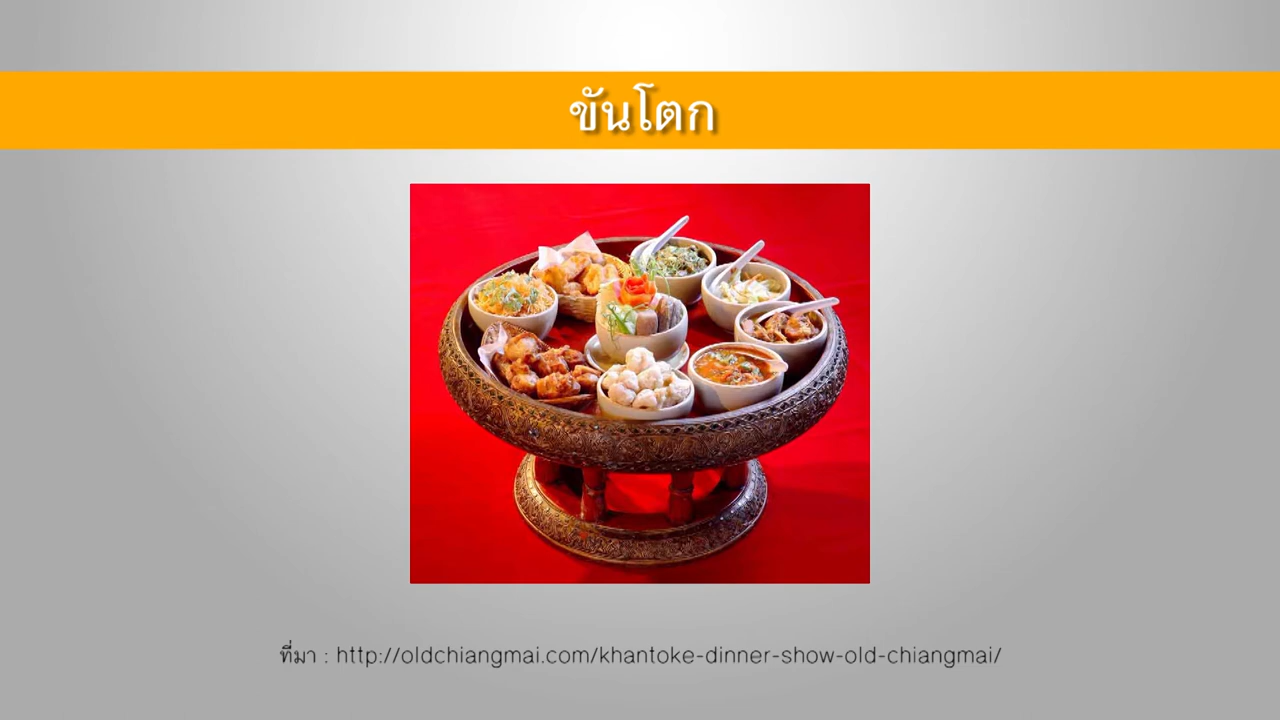 ขันโตก
ที่มา : http://oldchiangmai.com/khantoke-dinner-show-old-chiangmai/